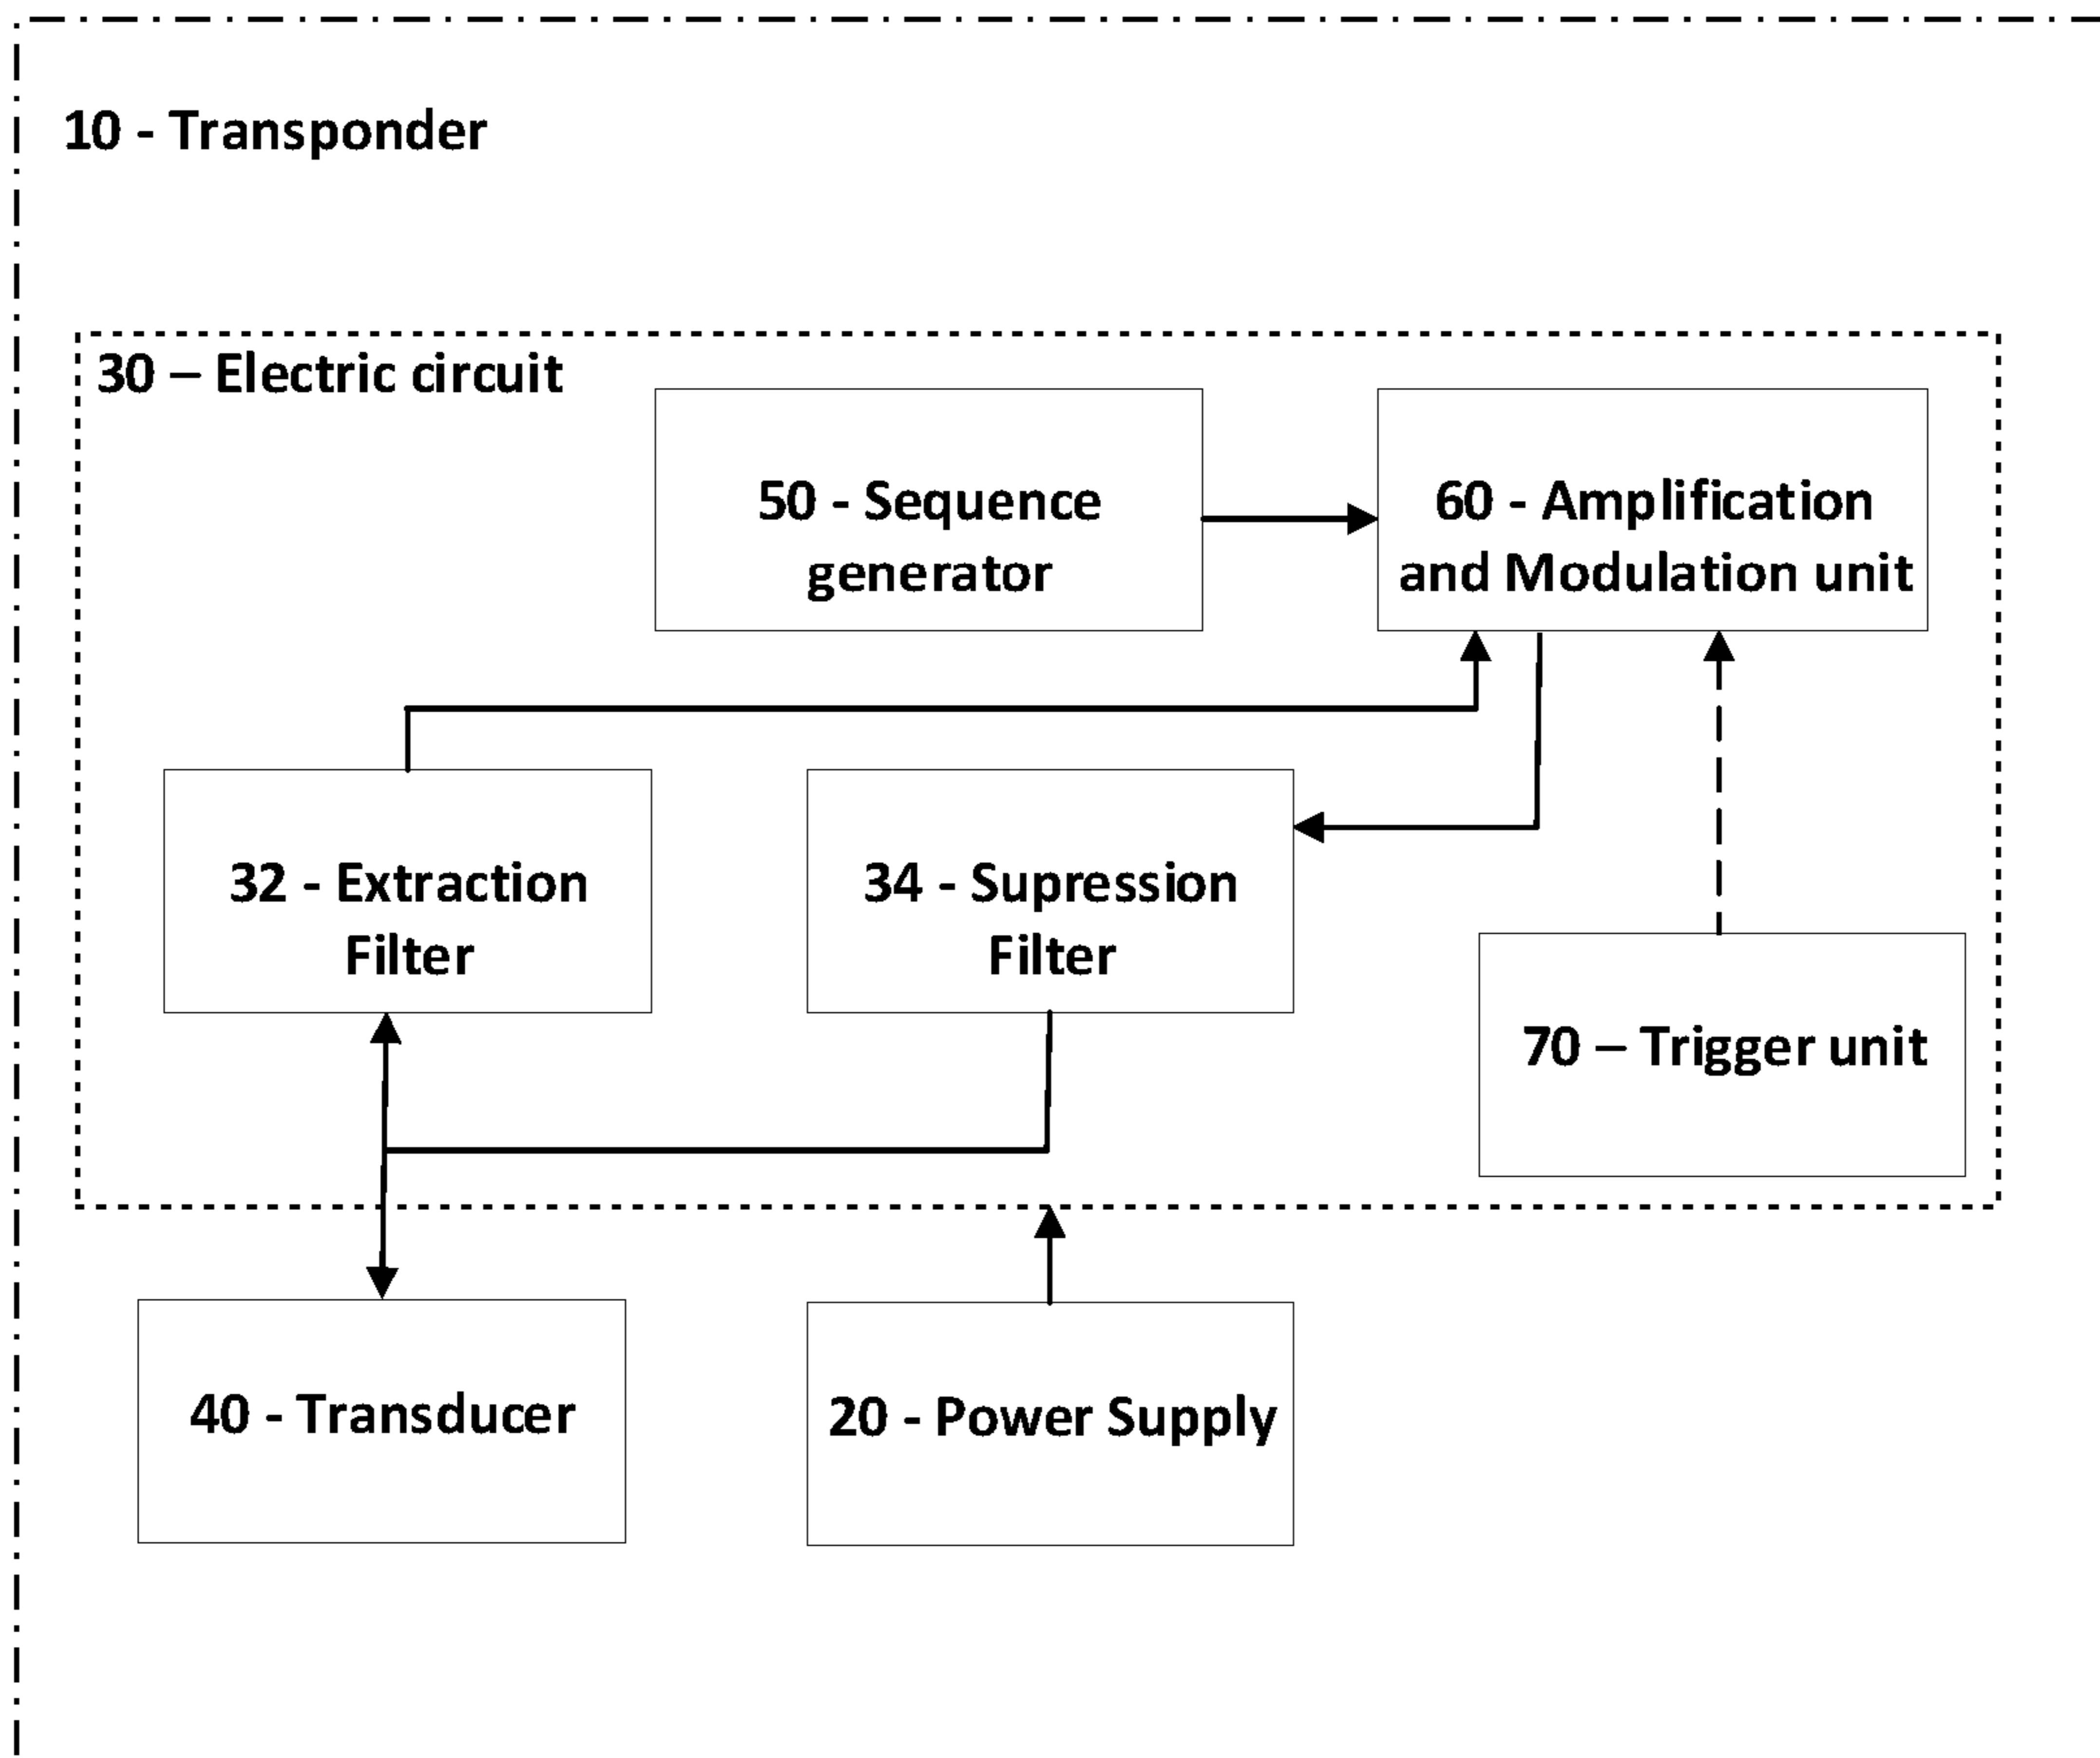 10 - Transponder
30 – Electric circuit
50 - Sequence
generator
60 - Amplification
and Modulation unit
32 - Extraction
Filter
34 - Supression
Filter
70 – Trigger unit
40 - Transducer
20 - Power Supply